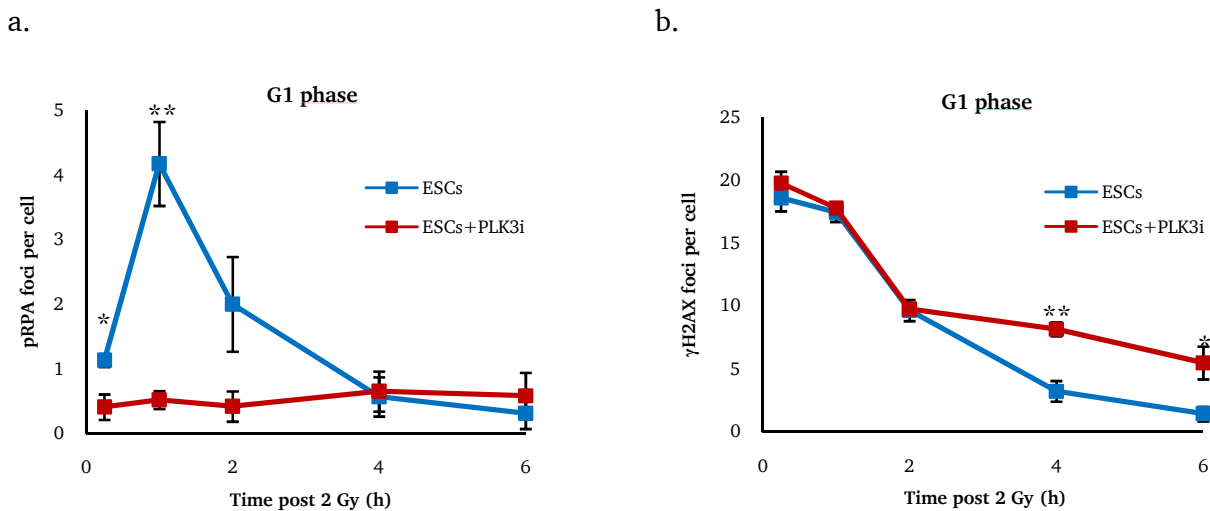 a.
G1 phase
pRPA foci per cell
5
4
3
2
1
0
*
**
ESCs
ESCs+PLK3i
0
2
4
6
Time post 2 Gy (h)
b.
G1 phase
γH2AX foci per cell
25
20
15
10
5
0
ESCs
ESCs+PLK3i
**
*
0
2
4
6
Time post 2 Gy (h)